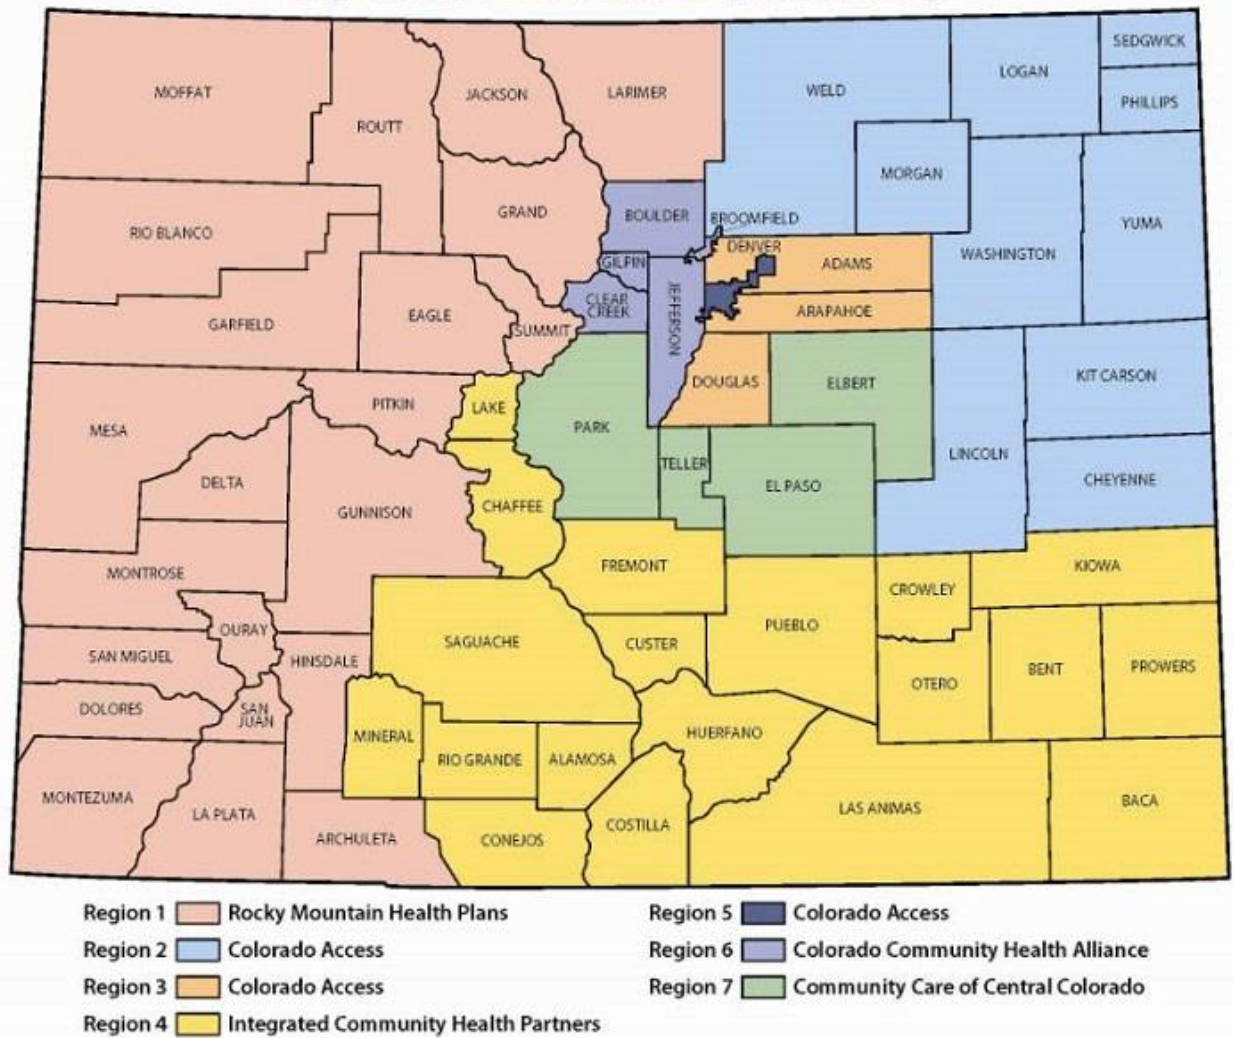 SEDGWICK
LOGAN
MOFFAT
JACKSON
LARIMER
WELD
PHILLIPS
ROUTT
MORGAN
GRAND
BOULDER
BROOMFIELD
YUMA
RIO BLANCO
DENVER
WASHINGTON
GILPIN
ADAMS
CLEAR
CREEK
JEFFERSON
ARAPAHOE
EAGLE
GARFIELD
SUMMIT
KIT CARSON
DOUGLAS
ELBERT
PITKIN
LAKE
MESA
PARK
LINCOLN
TELLER
DELTA
CHEYENNE
EL PASO
CHAFFEE
GUNNISON
FREMONT
KIOWA
MONTROSE
CROWLEY
PUEBLO
OURAY
SAGUACHE
CUSTER
SAN MIGUEL
HINSDALE
BENT
PROWERS
OTERO
DOLORES
SAN
JUAN
MINERAL
HUERFANO
RIO GRANDE
ALAMOSA
MONTEZUMA
LA PLATA
LAS ANIMAS
BACA
COSTILLA
ARCHULETA
CONEJOS
Region 1 Rocky Mountain Health Plans
Region 2 Colorado Access
Region 3 Colorado Access
Region 4 Integrated Community Health Partners
Region 5 Colorado Access
Region 6 Colorado Community Health Alliance
Region 7 Community Care of Central Colorado